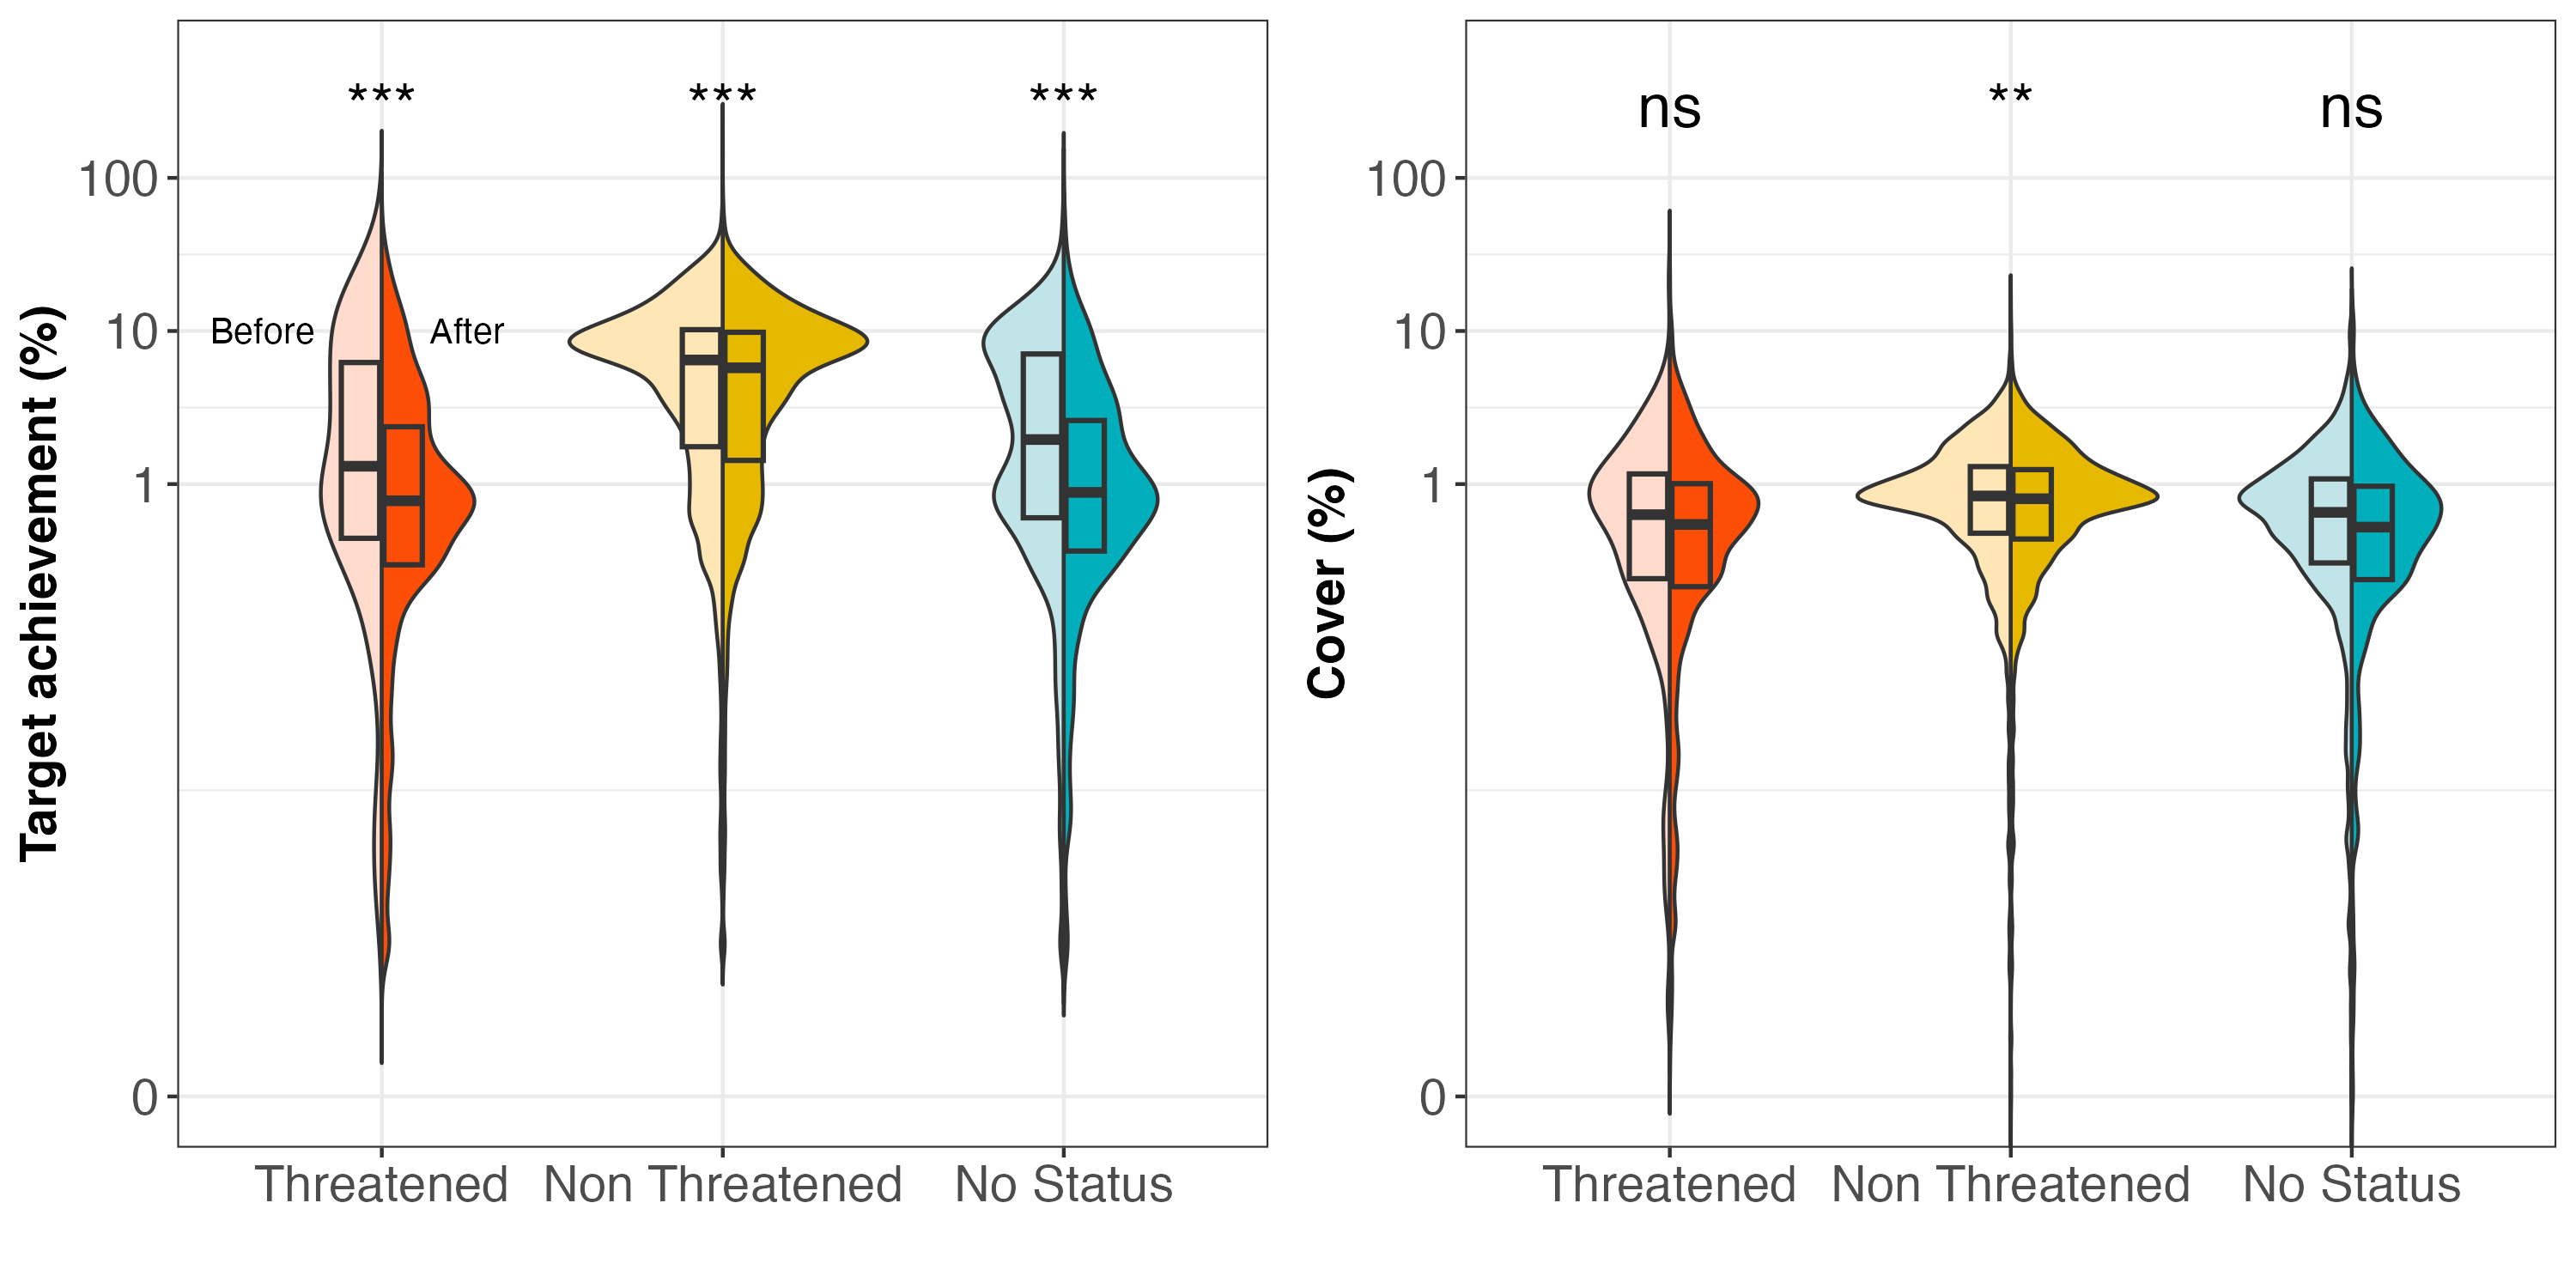 Target achievement (%)
***
***
***
100
10
1
0
Before
After
Threatened
Non Threatened
No Status
Cover (%)
ns
**
ns
100
10
1
0
Threatened
Non Threatened
No Status